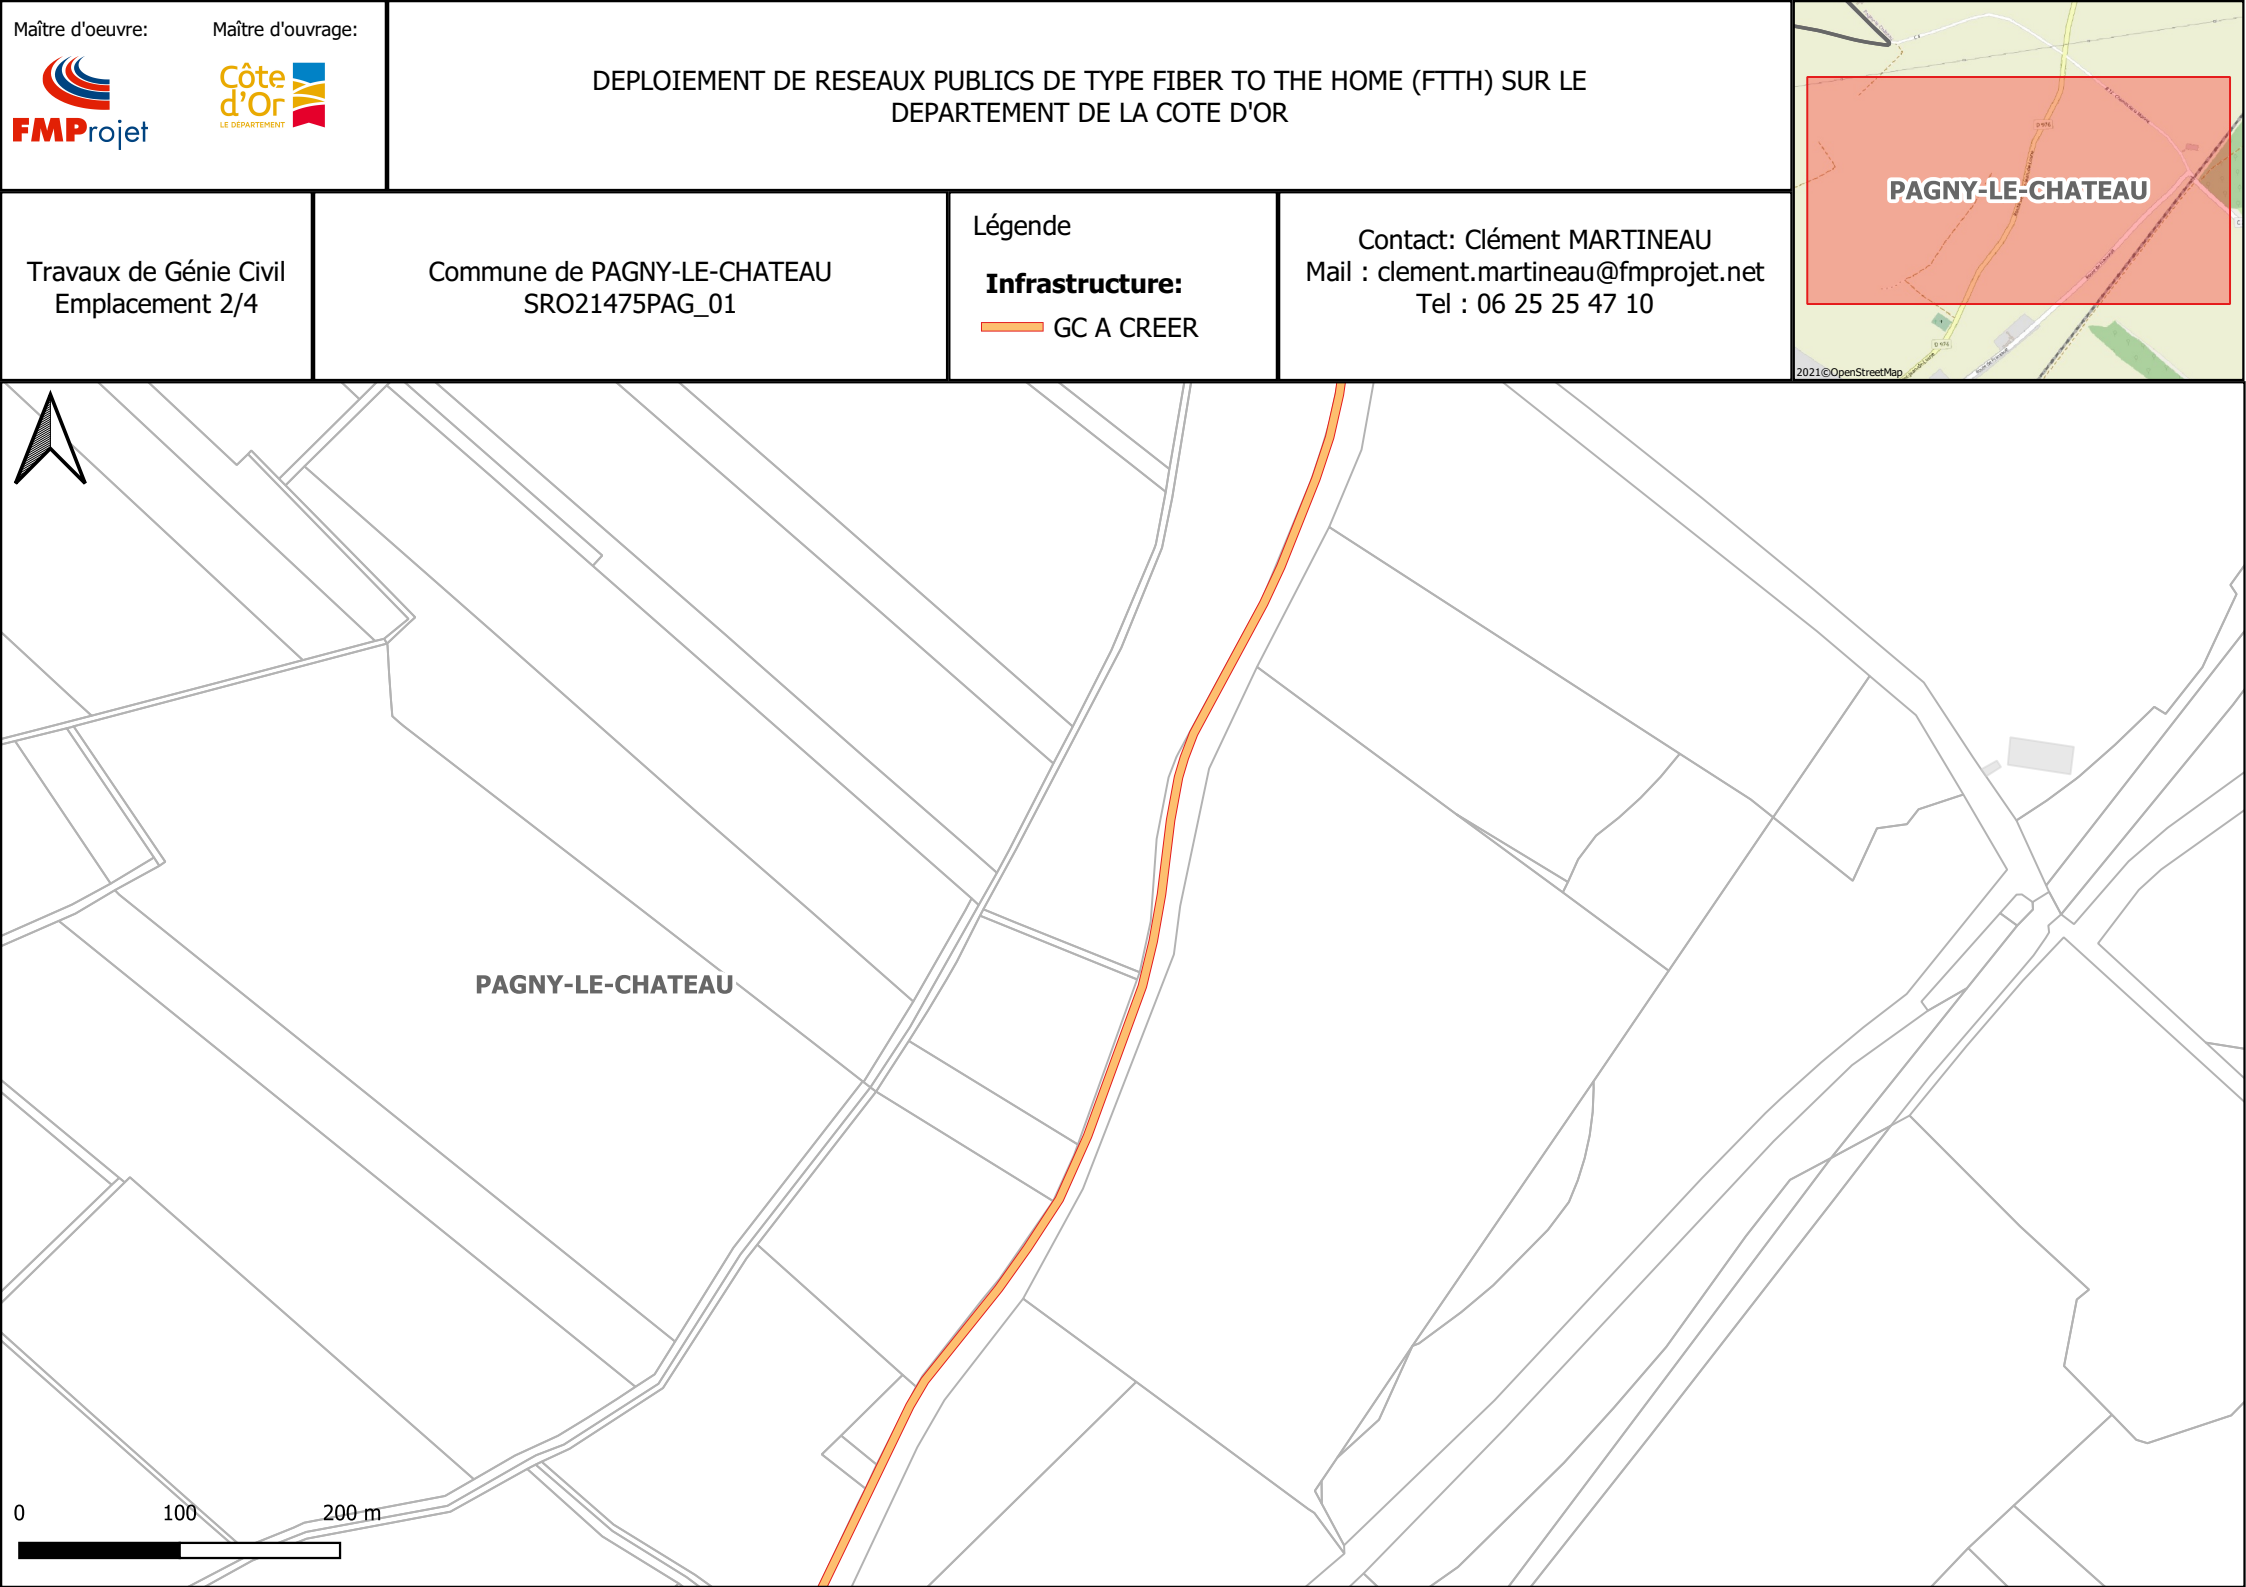 Maître d'oeuvre:
Maître d'ouvrage:
FMProjet
Côte
d'Or
LE DÉPARTEMENT
DEPLOIEMENT DE RESEAUX PUBLICS DE TYPE FIBER TO THE HOME (FTTH) SUR LE
DEPARTEMENT DE LA COTE D'OR
Travaux de Génie Civil
Emplacement 2/4
Commune de PAGNY-LE-CHATEAU
SRO21475PAG_01
Légende
Infrastructure:
GC A CREER
Contact: Clément MARTINEAU
Mail : clement.martineau@fmprojet.net
Tel : 06 25 25 47 10
D 976
PAGNY-LE-CHATEAU
D 976
2021©OpenStreetMap
PAGNY-LE-CHATEAU
0 100 200 m